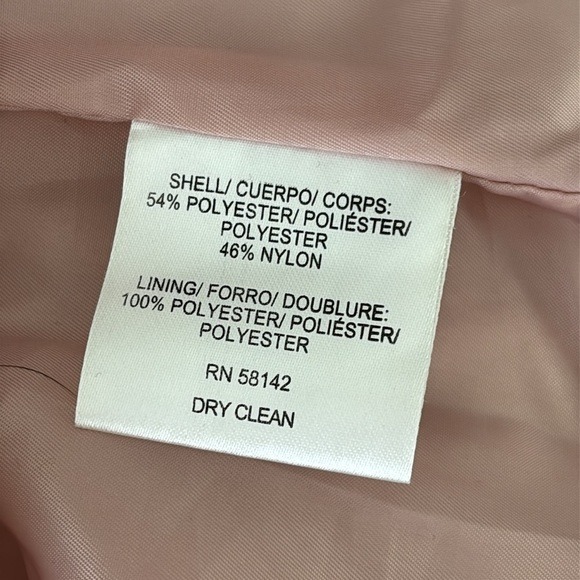 SHELL/ CUERPO/ CORPS:
54% POLYESTER/ POLIÉSTER/
POLYESTER
46% NYLON
LINING/ FORRO/ DOUBLURE:
100% POLYESTER/ POLIÉSTER/
POLYESTER
RN 58142
DRY CLEAN